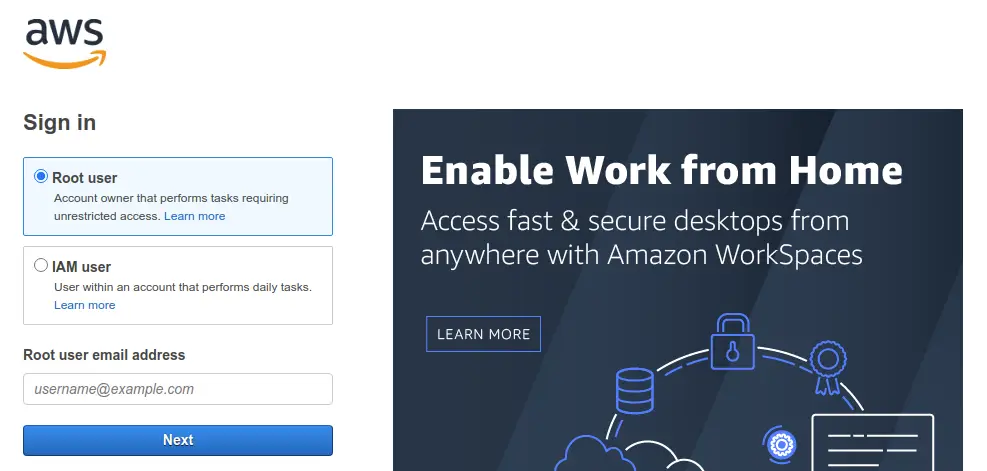 aws
Sign in
Root user
Account owner that performs tasks requiring
unrestricted access. Learn more
IAM user
User within an account that performs daily tasks.
Learn more
Root user email address
username@example.com
Next
Enable Work from Home
Access fast & secure desktops from
anywhere with Amazon WorkSpaces
LEARN MORE